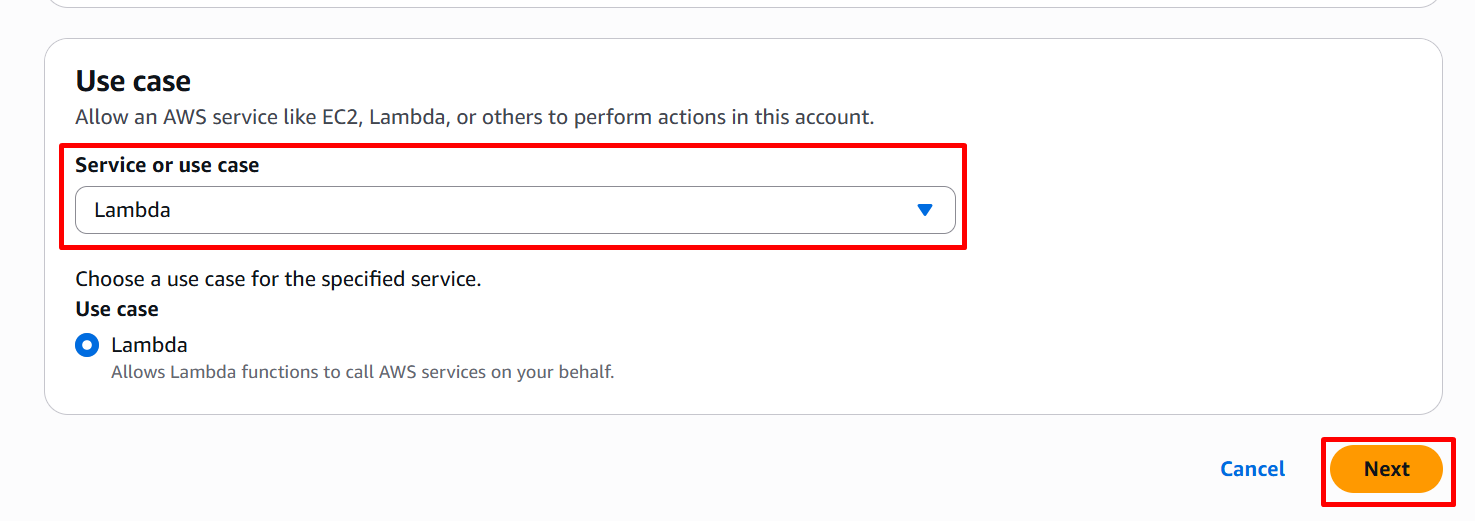 Use case
Allow an AWS service like EC2, Lambda, or others to perform actions in this account.
Service or use case
Lambda
Choose a use case for the specified service.
Use case
Lambda
Allows Lambda functions to call AWS services on your behalf.
Cancel
Next